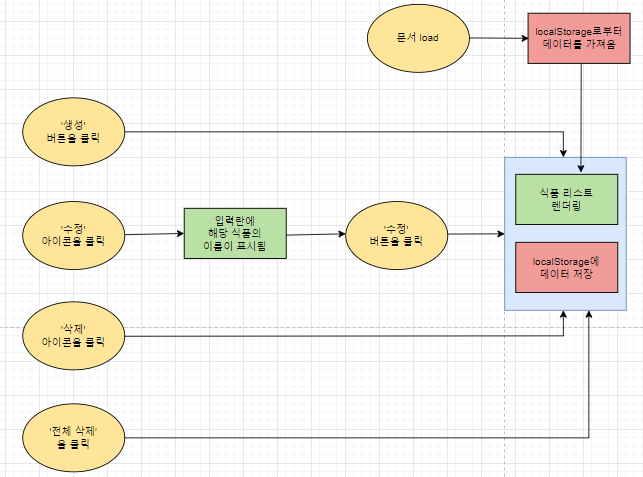 문서 load
localStorage로부터
데이터를 가져옴
'생성'
버튼을 클릭
식품 리스트
렌더링
'수정'
아이콘을 클릭
입력란에
해당 식품의
이름이 표시됨
'수정'
버튼을 클릭
localStorage에
데이터 저장
'삭제'
아이콘을 클릭
'전체 삭제'
을 클릭